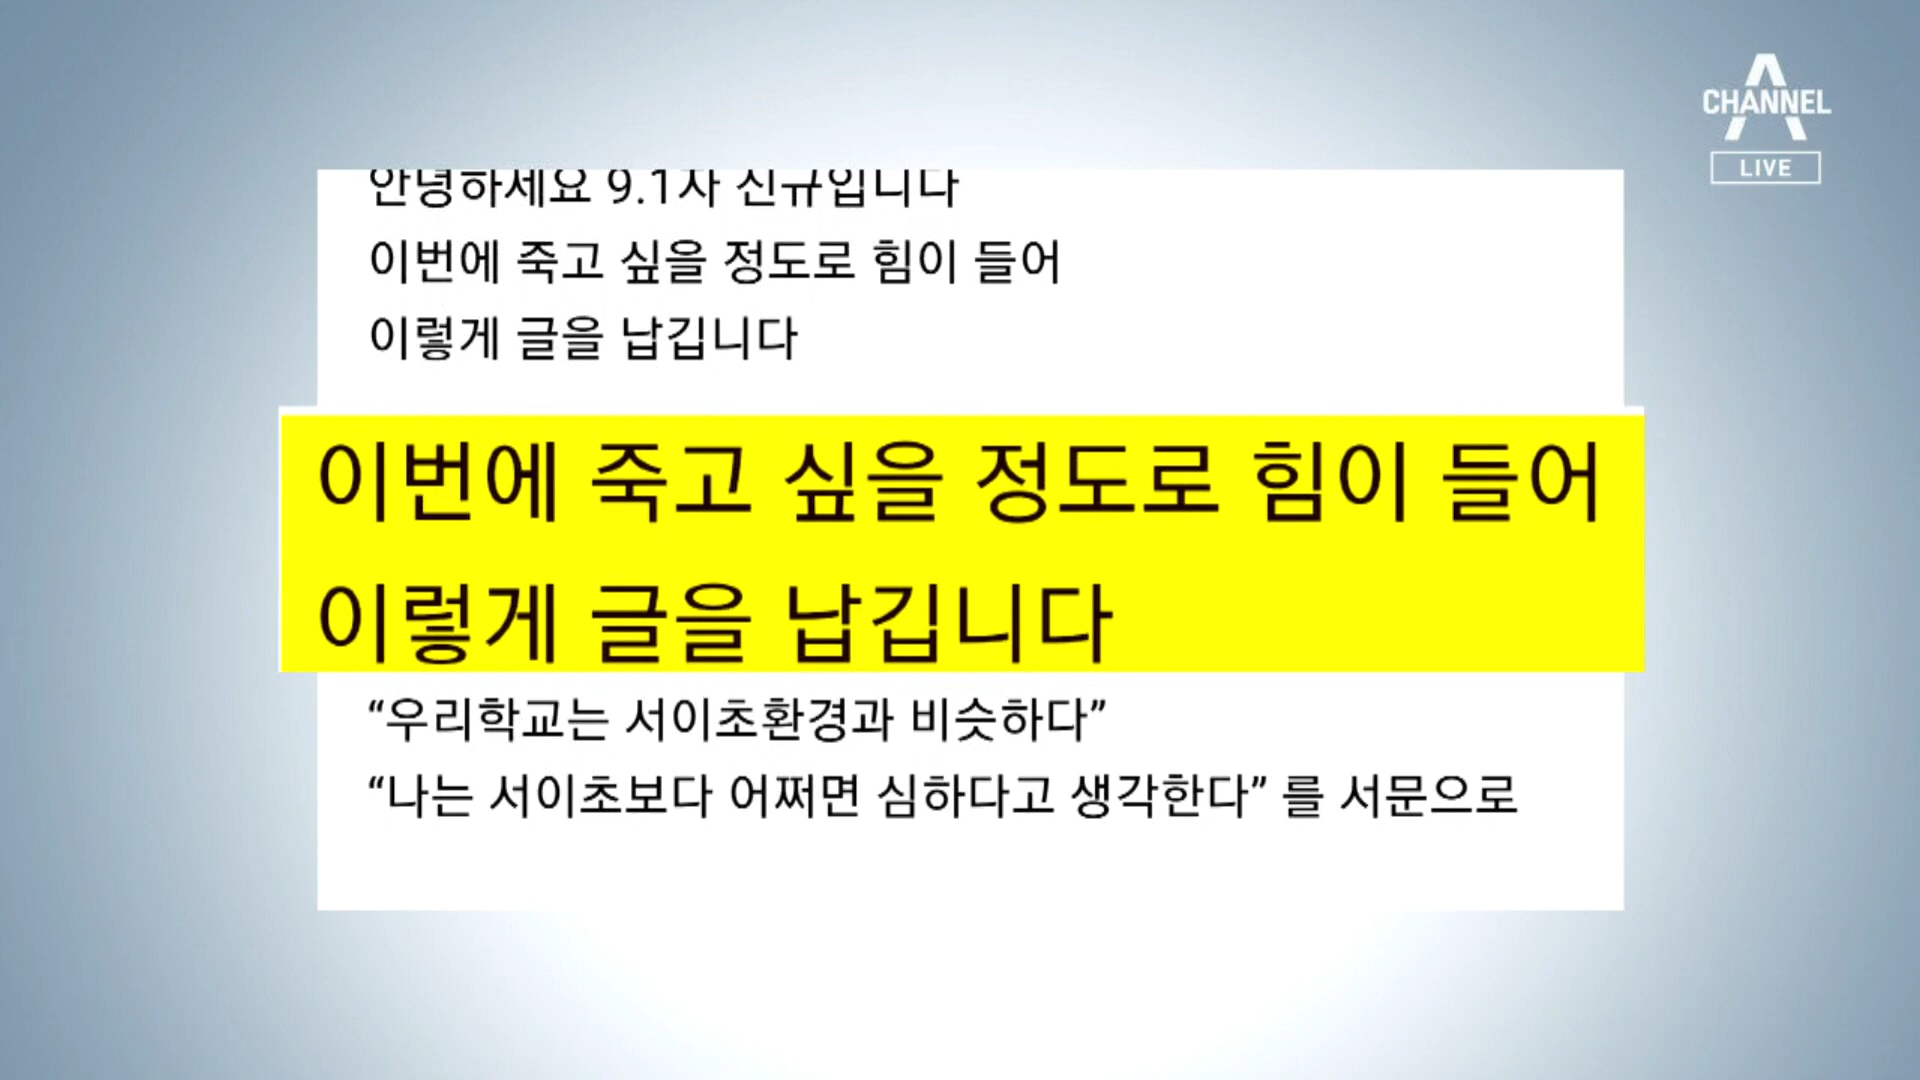 CHANNEL A
LIVE
안녕하세요 9.1자 신규입니다
이번에 죽고 싶을 정도로 힘이 들어
이렇게 글을 납깁니다
이번에 죽고 싶을 정도로 힘이 들어
이렇게 글을 납깁니다
“우리학교는 서이초환경과 비슷하다”
“나는 서이초보다 어쩌면 심하다고 생각한다” 를 서문으로